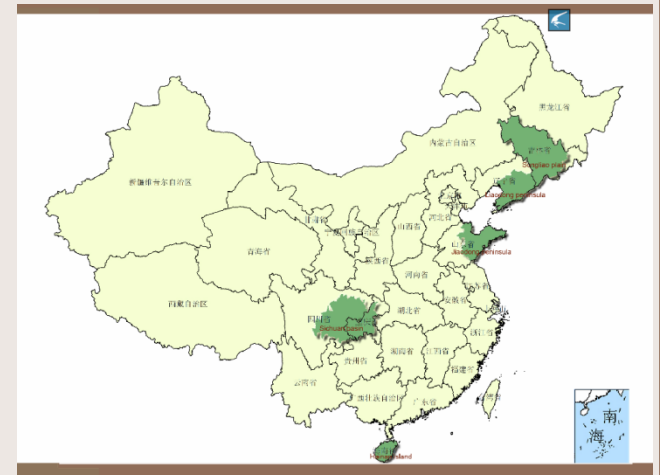 黑龙江省
内蒙古自治区
吉林省
Songliao plain
新疆维吾尔自治区
辽宁省
Liaodong peninsula
河北省
山西省
甘肃省
宁夏回族自治区
山东省
Jiaodong peninsula
青海省
陕西省
河南省
西藏自治区
四川省
Sichuan basin
湖北省
安徽省
浙江省
湖南省
江西省
贵州省
福建省
云南省
广西壮族自治区
广东省
台湾省
Hainan island
南
海